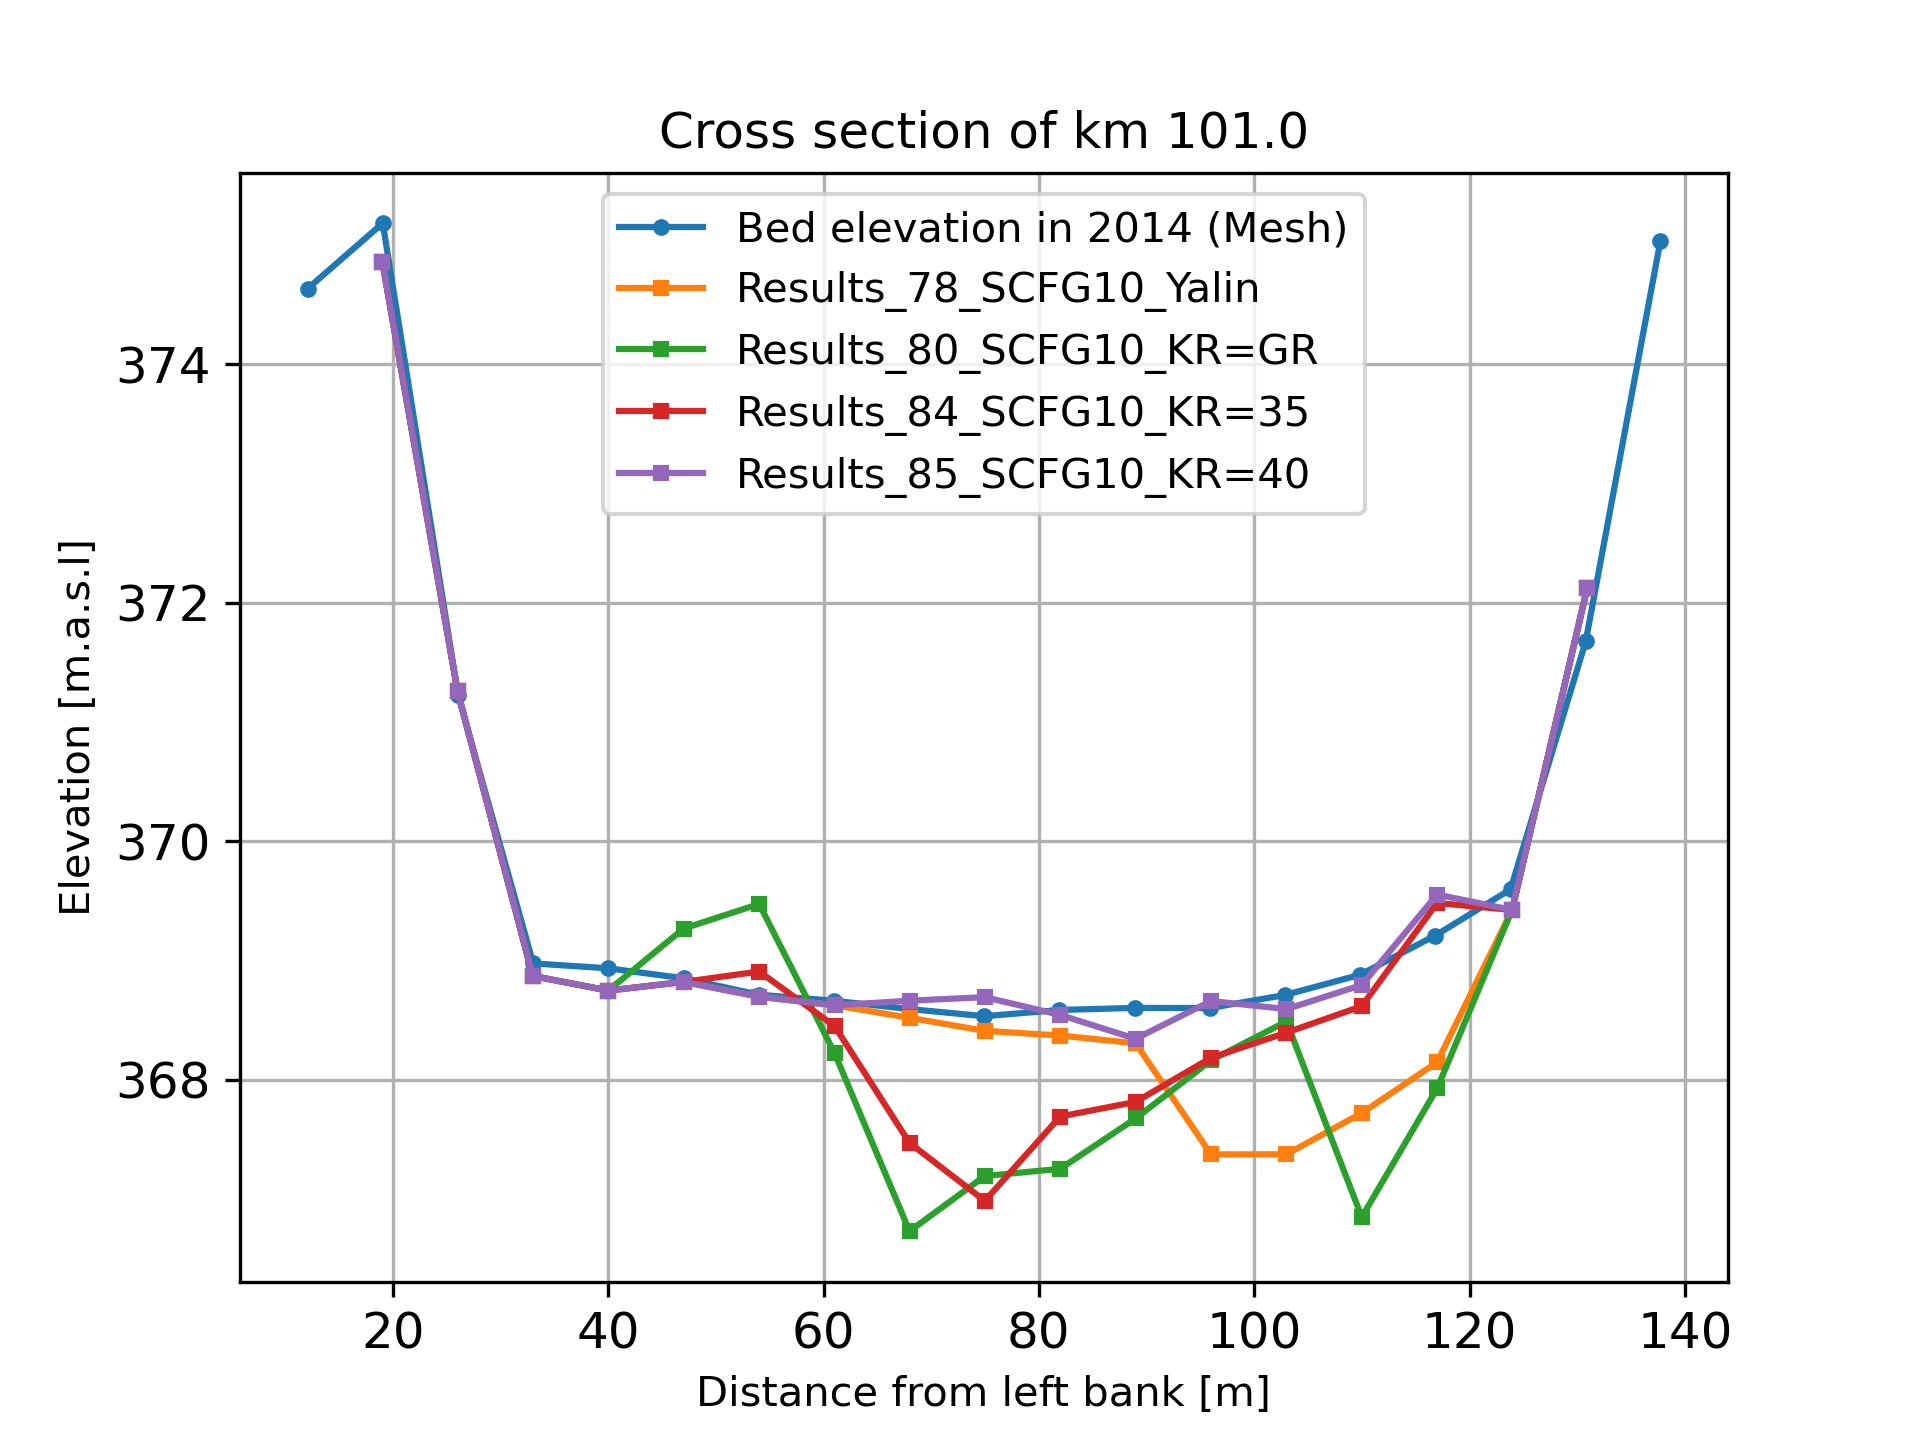 Cross section of km 101.0
Bed elevation in 2014 (Mesh)
Results_78_SCFG10_Yalin
Results_80_SCFG10_KR=GR
Results_84_SCFG10_KR=35
Results_85_SCFG10_KR=40
Elevation [m.a.s.l]
374
372
370
368
20 40 60 80 100 120 140
Distance from left bank [m]